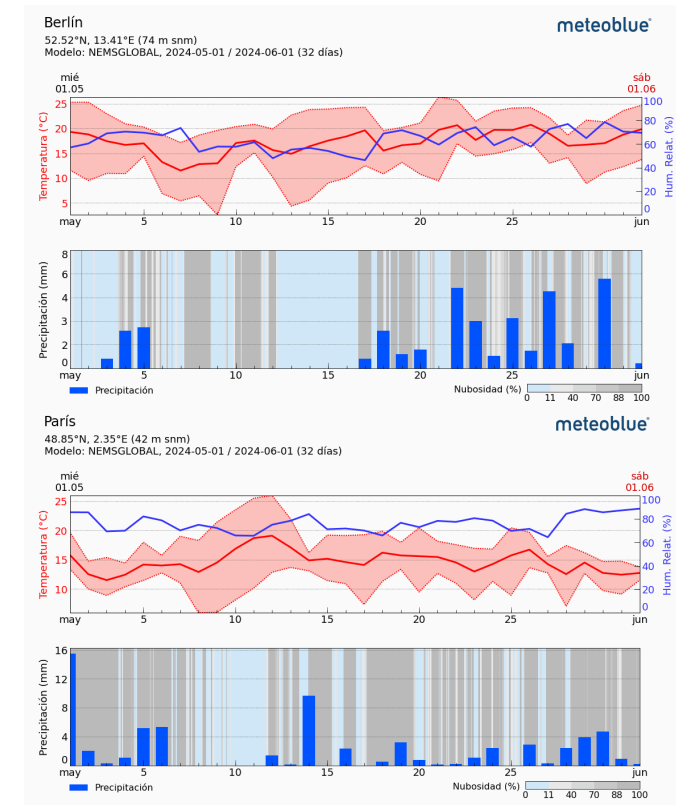 Berlín
meteoblue
52.52°N, 13.41°E (74 m snm)
Modelo: NEMSGLOBAL, 2024-05-01 / 2024-06-01 (32 días)
mié
01.05
sáb
01.06
Temperatura (°C)
25
20
15
10
5
100
80
60
40
20
0
Hum. Relat. (%)
may 5 10 15 20 25 jun
Precipitación (mm)
8
6
4
3
2
0
may 5 10 15 20 25 jun
Precipitación
Nubosidad (%)
0 11 40 70 88 100
París
meteoblue
48.85°N, 2.35°E (42 m snm)
Modelo: NEMSGLOBAL, 2024-05-01 / 2024-06-01 (32 días)
mié
01.05
sáb
01.06
Temperatura (°C)
25
20
15
10
100
80
60
40
20
0
Hum. Relat. (%)
may 5 10 15 20 25 jun
Precipitación (mm)
16
12
8
4
0
may 5 10 15 20 25 jun
Precipitación
Nubosidad (%)
0 11 40 70 88 100